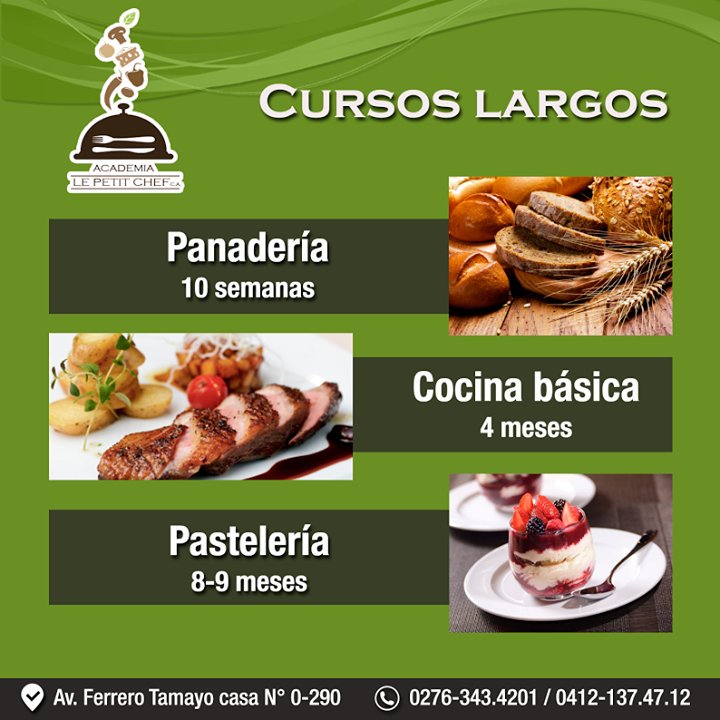 ACADEMIA
LE PETIT CHEF C.A.
CURSOS LARGOS
Panadería
10 semanas
Cocina básica
4 meses
Pastelería
8-9 meses
Av. Ferrero Tamayo casa N° 0-290
0276-343.4201 / 0412-137.47.12